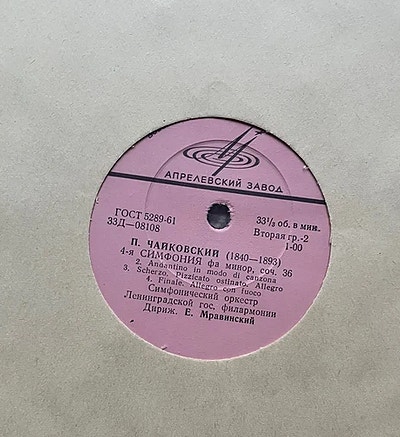 АПРЕЛЕВСКИЙ ЗАВОД
ГОСТ 5289-61
33Д—08108
33⅓ об. в мин.
Вторая гр.-2
1-00
П. ЧАЙКОВСКИЙ (1840—1893)
4-я СИМФОНИЯ фа минор, соч. 36
2. Andantino in modo di canzona
3. Scherzo. Pizzicato ostinato. Allegro
4. Finale. Allegro con fuoco
Симфонический оркестр
Ленинградской гос. филармонии
Дириж. Е. Мравинский